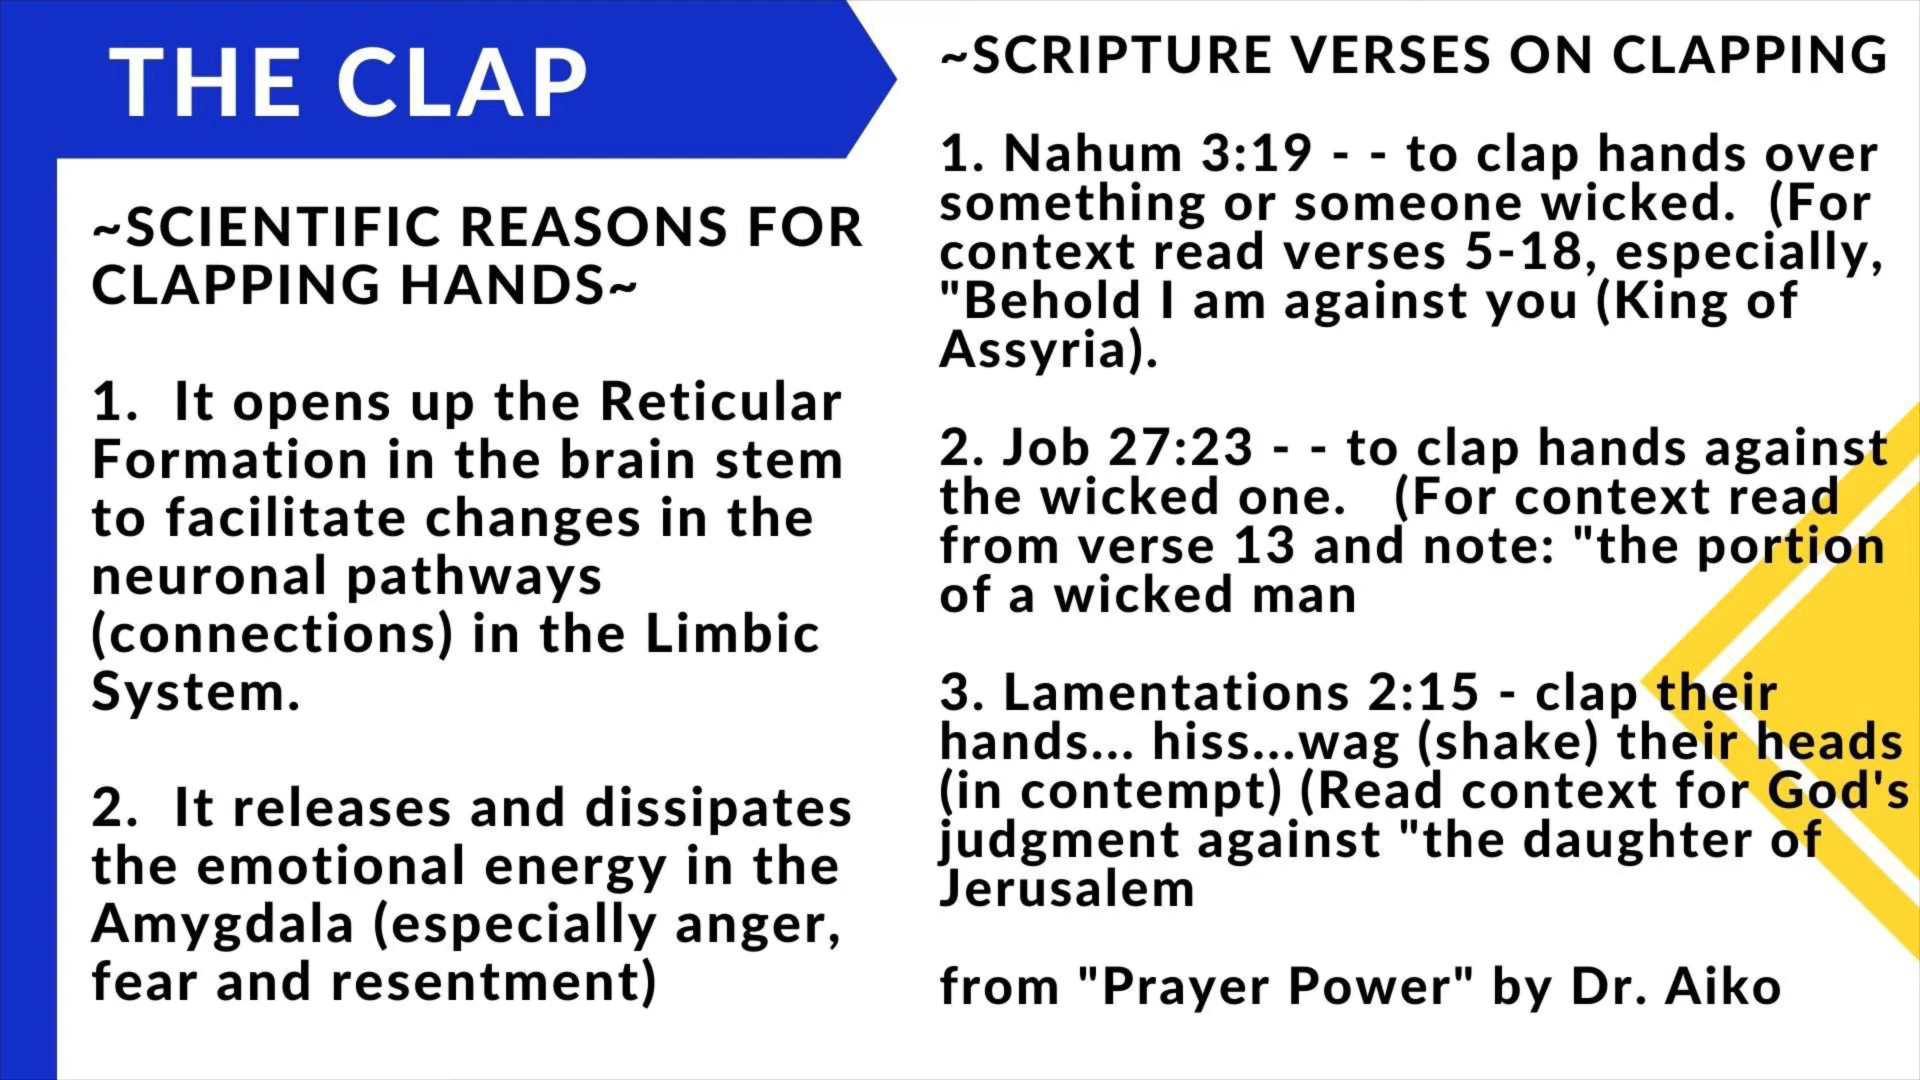 THE CLAP
~SCIENTIFIC REASONS FOR
CLAPPING HANDS~
1.  It opens up the Reticular
Formation in the brain stem
to facilitate changes in the
neuronal pathways
(connections) in the Limbic
System.
2.  It releases and dissipates
the emotional energy in the
Amygdala (especially anger,
fear and resentment)
~SCRIPTURE VERSES ON CLAPPING
1. Nahum 3:19 - - to clap hands over
something or someone wicked.  (For
context read verses 5-18, especially,
"Behold I am against you (King of
Assyria).
2. Job 27:23 - - to clap hands against
the wicked one.   (For context read
from verse 13 and note: "the portion
of a wicked man
3. Lamentations 2:15 - clap their
hands... hiss...wag (shake) their heads
(in contempt) (Read context for God's
judgment against "the daughter of
Jerusalem
from "Prayer Power" by Dr. Aiko